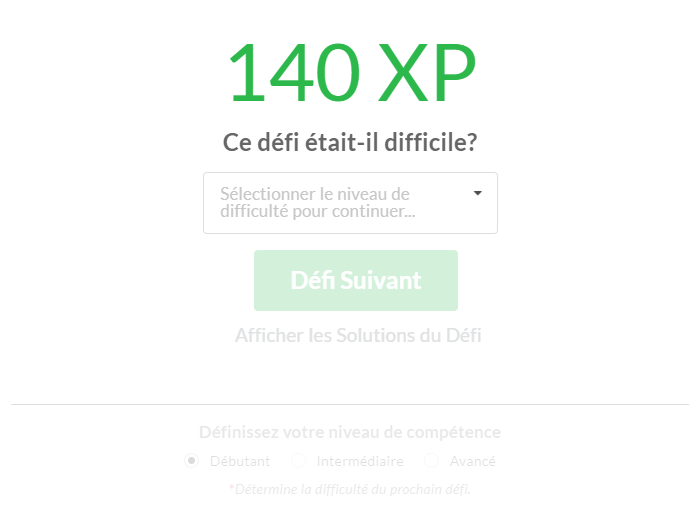 140 XP
Ce défi était-il difficile?
Sélectionner le niveau de
difficulté pour continuer...
Défi Suivant
Afficher les Solutions du Défi
Définissez votre niveau de compétence
Débutant Intermédiaire Avancé
*Détermine la difficulté du prochain défi.